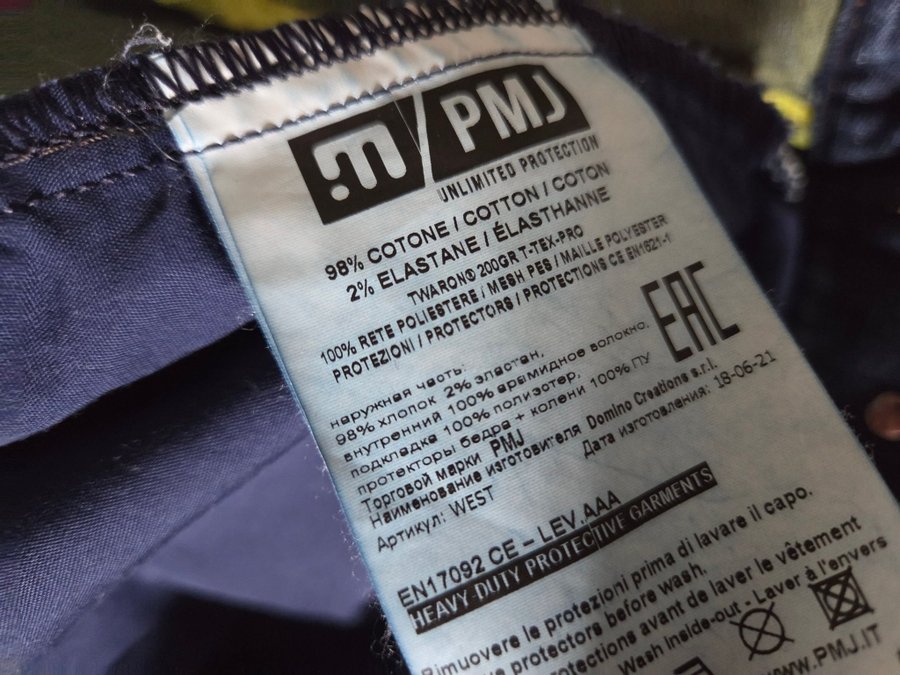 PMJ
UNLIMITED PROTECTION
98% COTONE / COTTON / COTON
2% ELASTANE / ÉLASTHANNE
TWARON® 200GR T-TEX-PRO
100% RETE POLIESTERE / MESH PES / MAILLE POLYESTER
PROTEZIONI / PROTECTORS / PROTECTIONS CE EN1621-1
EAC
наружная часть:
98% хлопок 2% эластан,
внутренний 100% арымидное волокно,
подкладка 100% полиэтэр,
протекторы бедра + колени 100% ПУ
Торговой марки PMJ
Наименование изготовителя Domino Creations s.r.l.
Артикул: WEST
Дата изготовления: 18-06-21
EN17092 CE – LEV.AAA
HEAVY DUTY PROTECTIVE GARMENTS
Rimuovere le protezioni prima di lavare il capo.
protectors before wash.
protections avant de laver le vêtement
Wash inside-out - Laver à l'envers
www.PMJ.IT